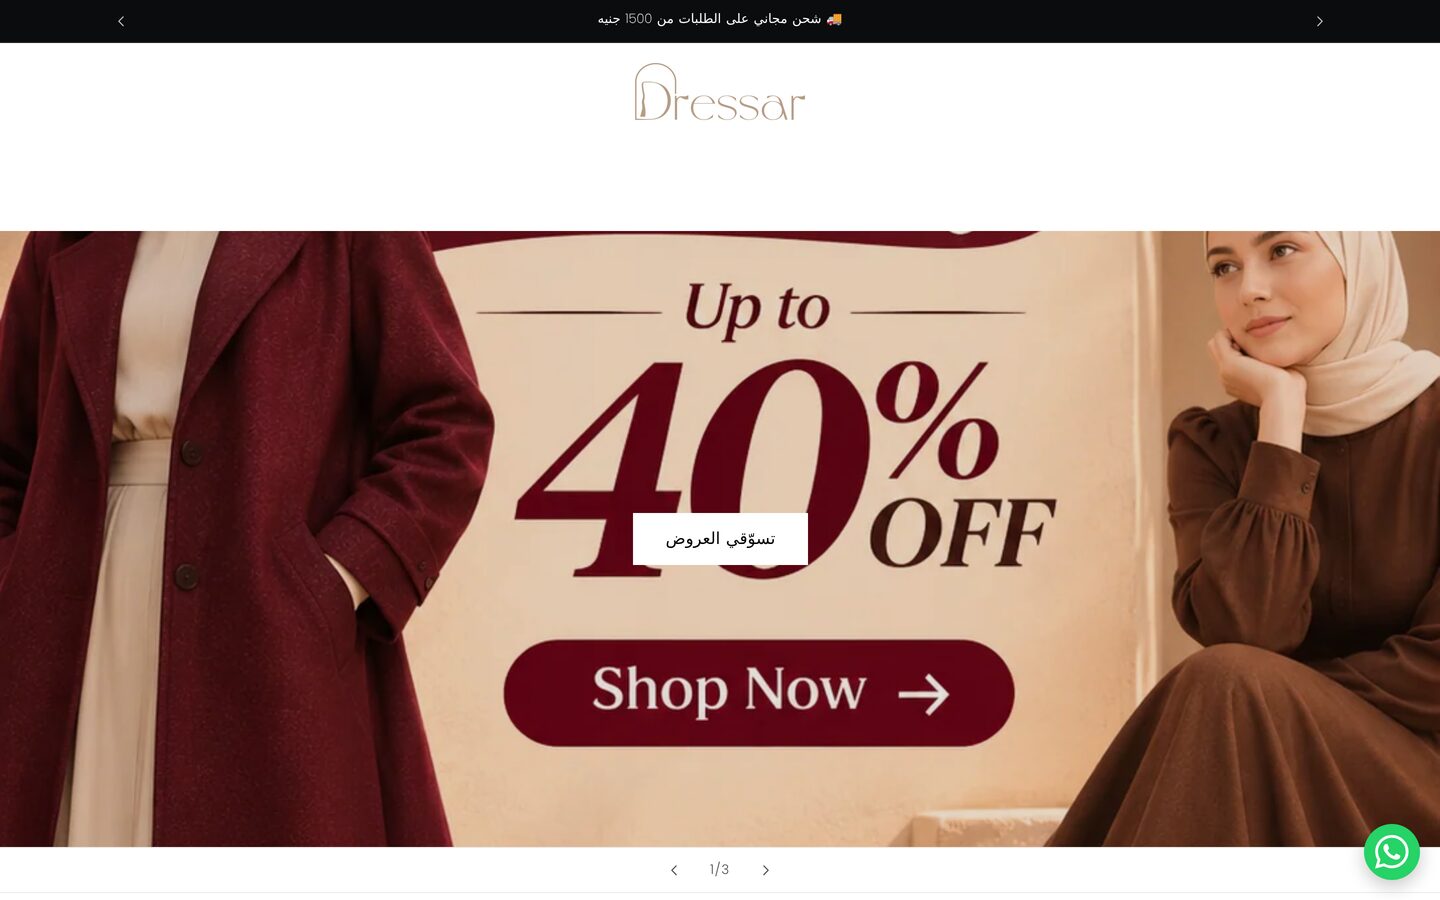 🚚 شحن مجاني على الطلبات من 1500 جنيه
Dressar
Up to
40%
OFF
تسوّقي العروض
Shop Now →
1/3